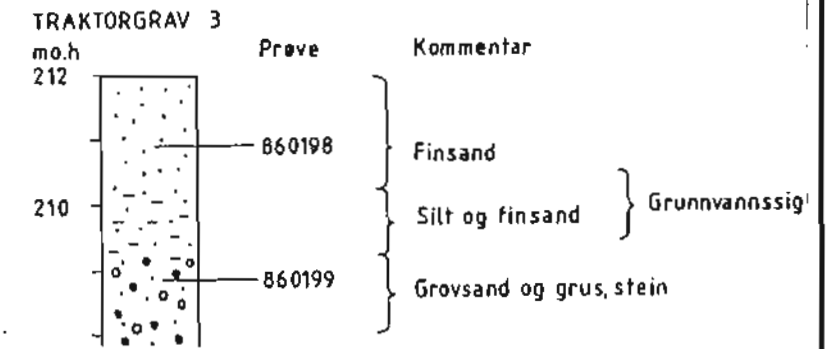 TRAKTORGRAV 3
mo.h Prøve Kommentar
212
860198 Finsand
210 Silt og finsand Grunnvannssig
860199 Grovsand og grus, stein